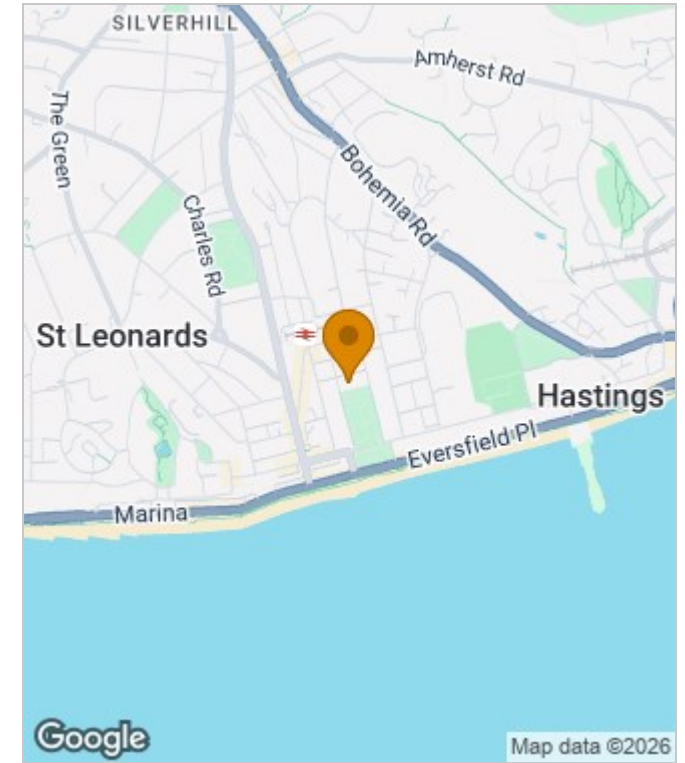 SILVERHILL
Amherst Rd
The Green
Bohemia Rd
Charles Rd
St Leonards
Hastings
Eversfield Pl
Marina
Google
Map data ©2026